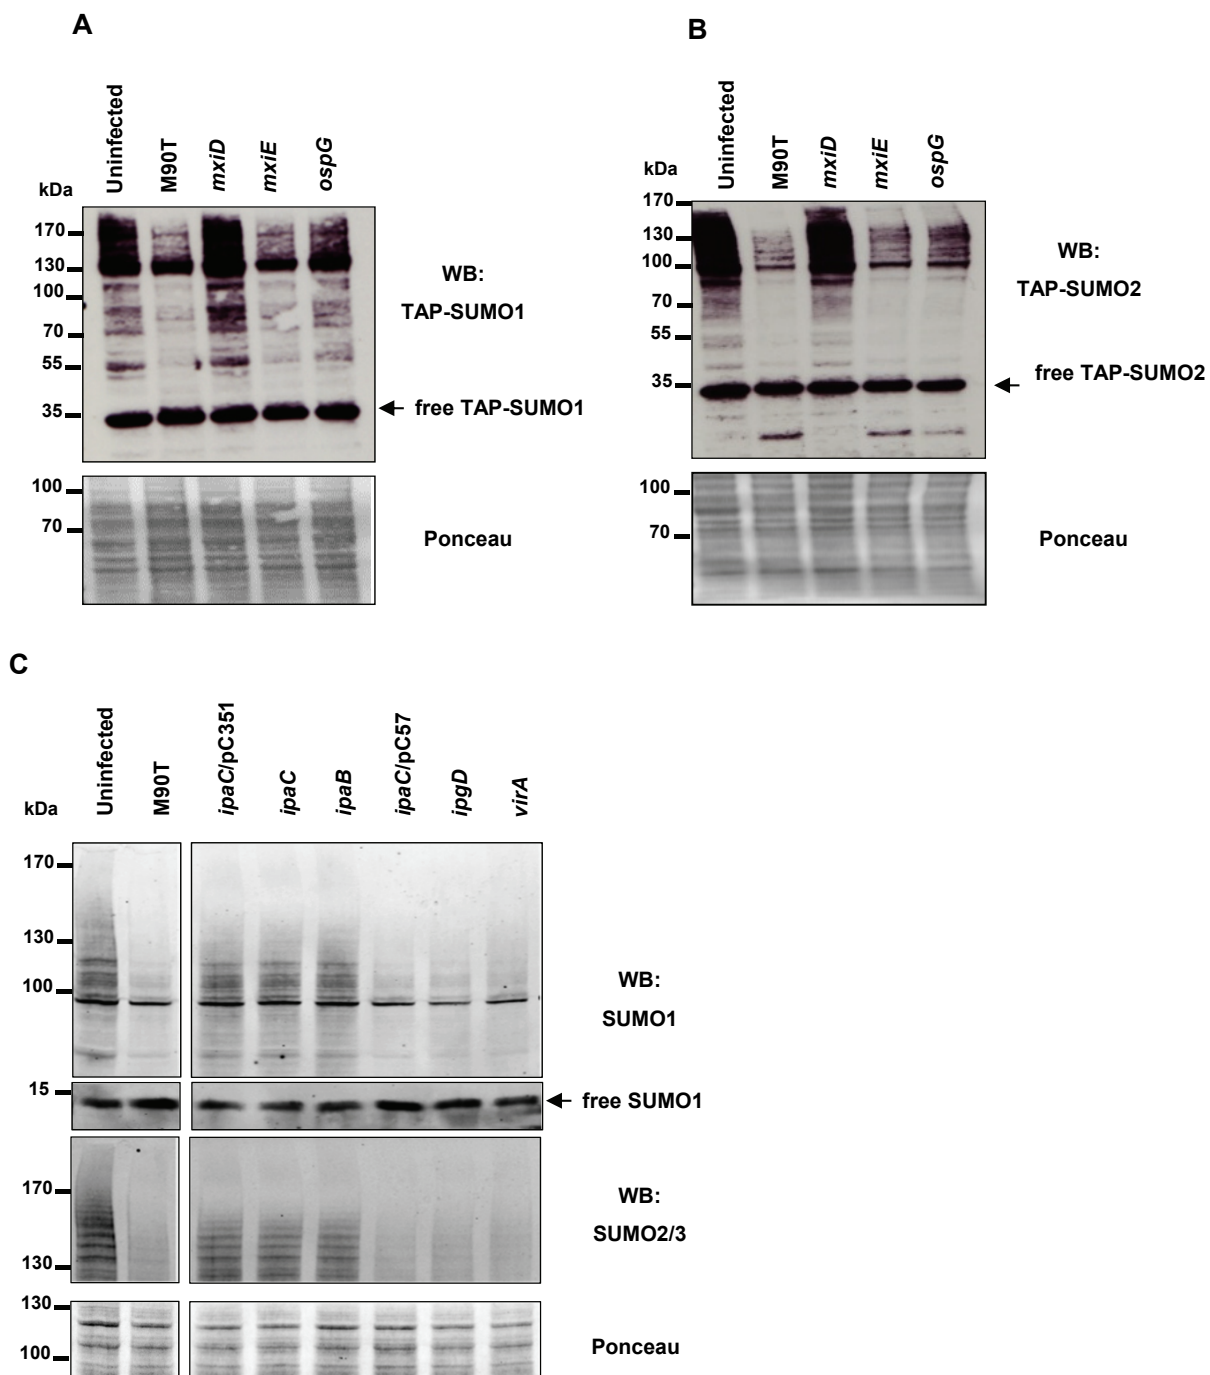 A
Uninfected
M90T
mxiD
mxiE
ospG
kDa
170
130
100
70
55
35
WB:
TAP-SUMO1
free TAP-SUMO1
100
70
Ponceau
B
Uninfected
M90T
mxiD
mxiE
ospG
kDa
170
130
100
70
55
35
WB:
TAP-SUMO2
free TAP-SUMO2
100
70
Ponceau
C
Uninfected
M90T
ipaC/pC351
ipaC
ipaB
ipaC/pC57
ipgD
virA
kDa
170
130
100
WB:
SUMO1
15
free SUMO1
170
130
WB:
SUMO2/3
130
100
Ponceau